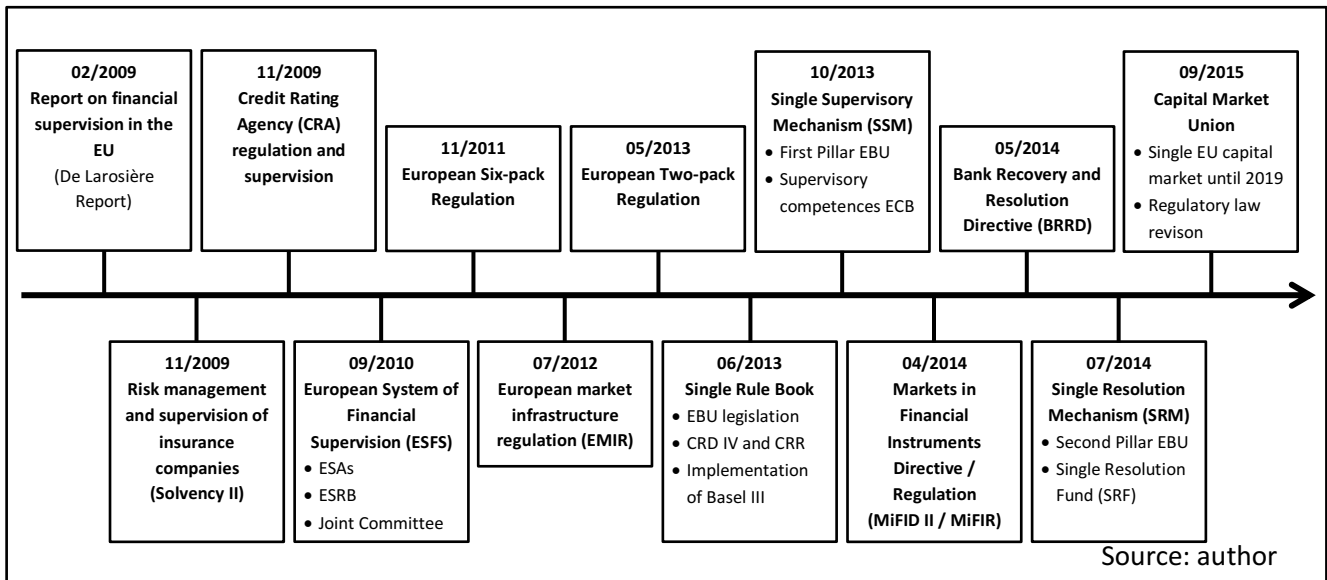 02/2009
Report on financial
supervision in the
EU
(De Larosière
Report)
11/2009
Credit Rating
Agency (CRA)
regulation and
supervision
11/2011
European Six-pack
Regulation
05/2013
European Two-pack
Regulation
10/2013
Single Supervisory
Mechanism (SSM)
• First Pillar EBU
• Supervisory
competences ECB
05/2014
Bank Recovery and
Resolution
Directive (BRRD)
09/2015
Capital Market
Union
• Single EU capital
market until 2019
• Regulatory law
revison
11/2009
Risk management
and supervision of
insurance
companies
(Solvency II)
09/2010
European System of
Financial
Supervision (ESFS)
• ESAs
• ESRB
• Joint Committee
07/2012
European market
infrastructure
regulation (EMIR)
06/2013
Single Rule Book
• EBU legislation
• CRD IV and CRR
• Implementation
of Basel III
04/2014
Markets in
Financial
Instruments
Directive /
Regulation
(MiFID II / MiFIR)
07/2014
Single Resolution
Mechanism (SRM)
• Second Pillar EBU
• Single Resolution
Fund (SRF)
Source: author